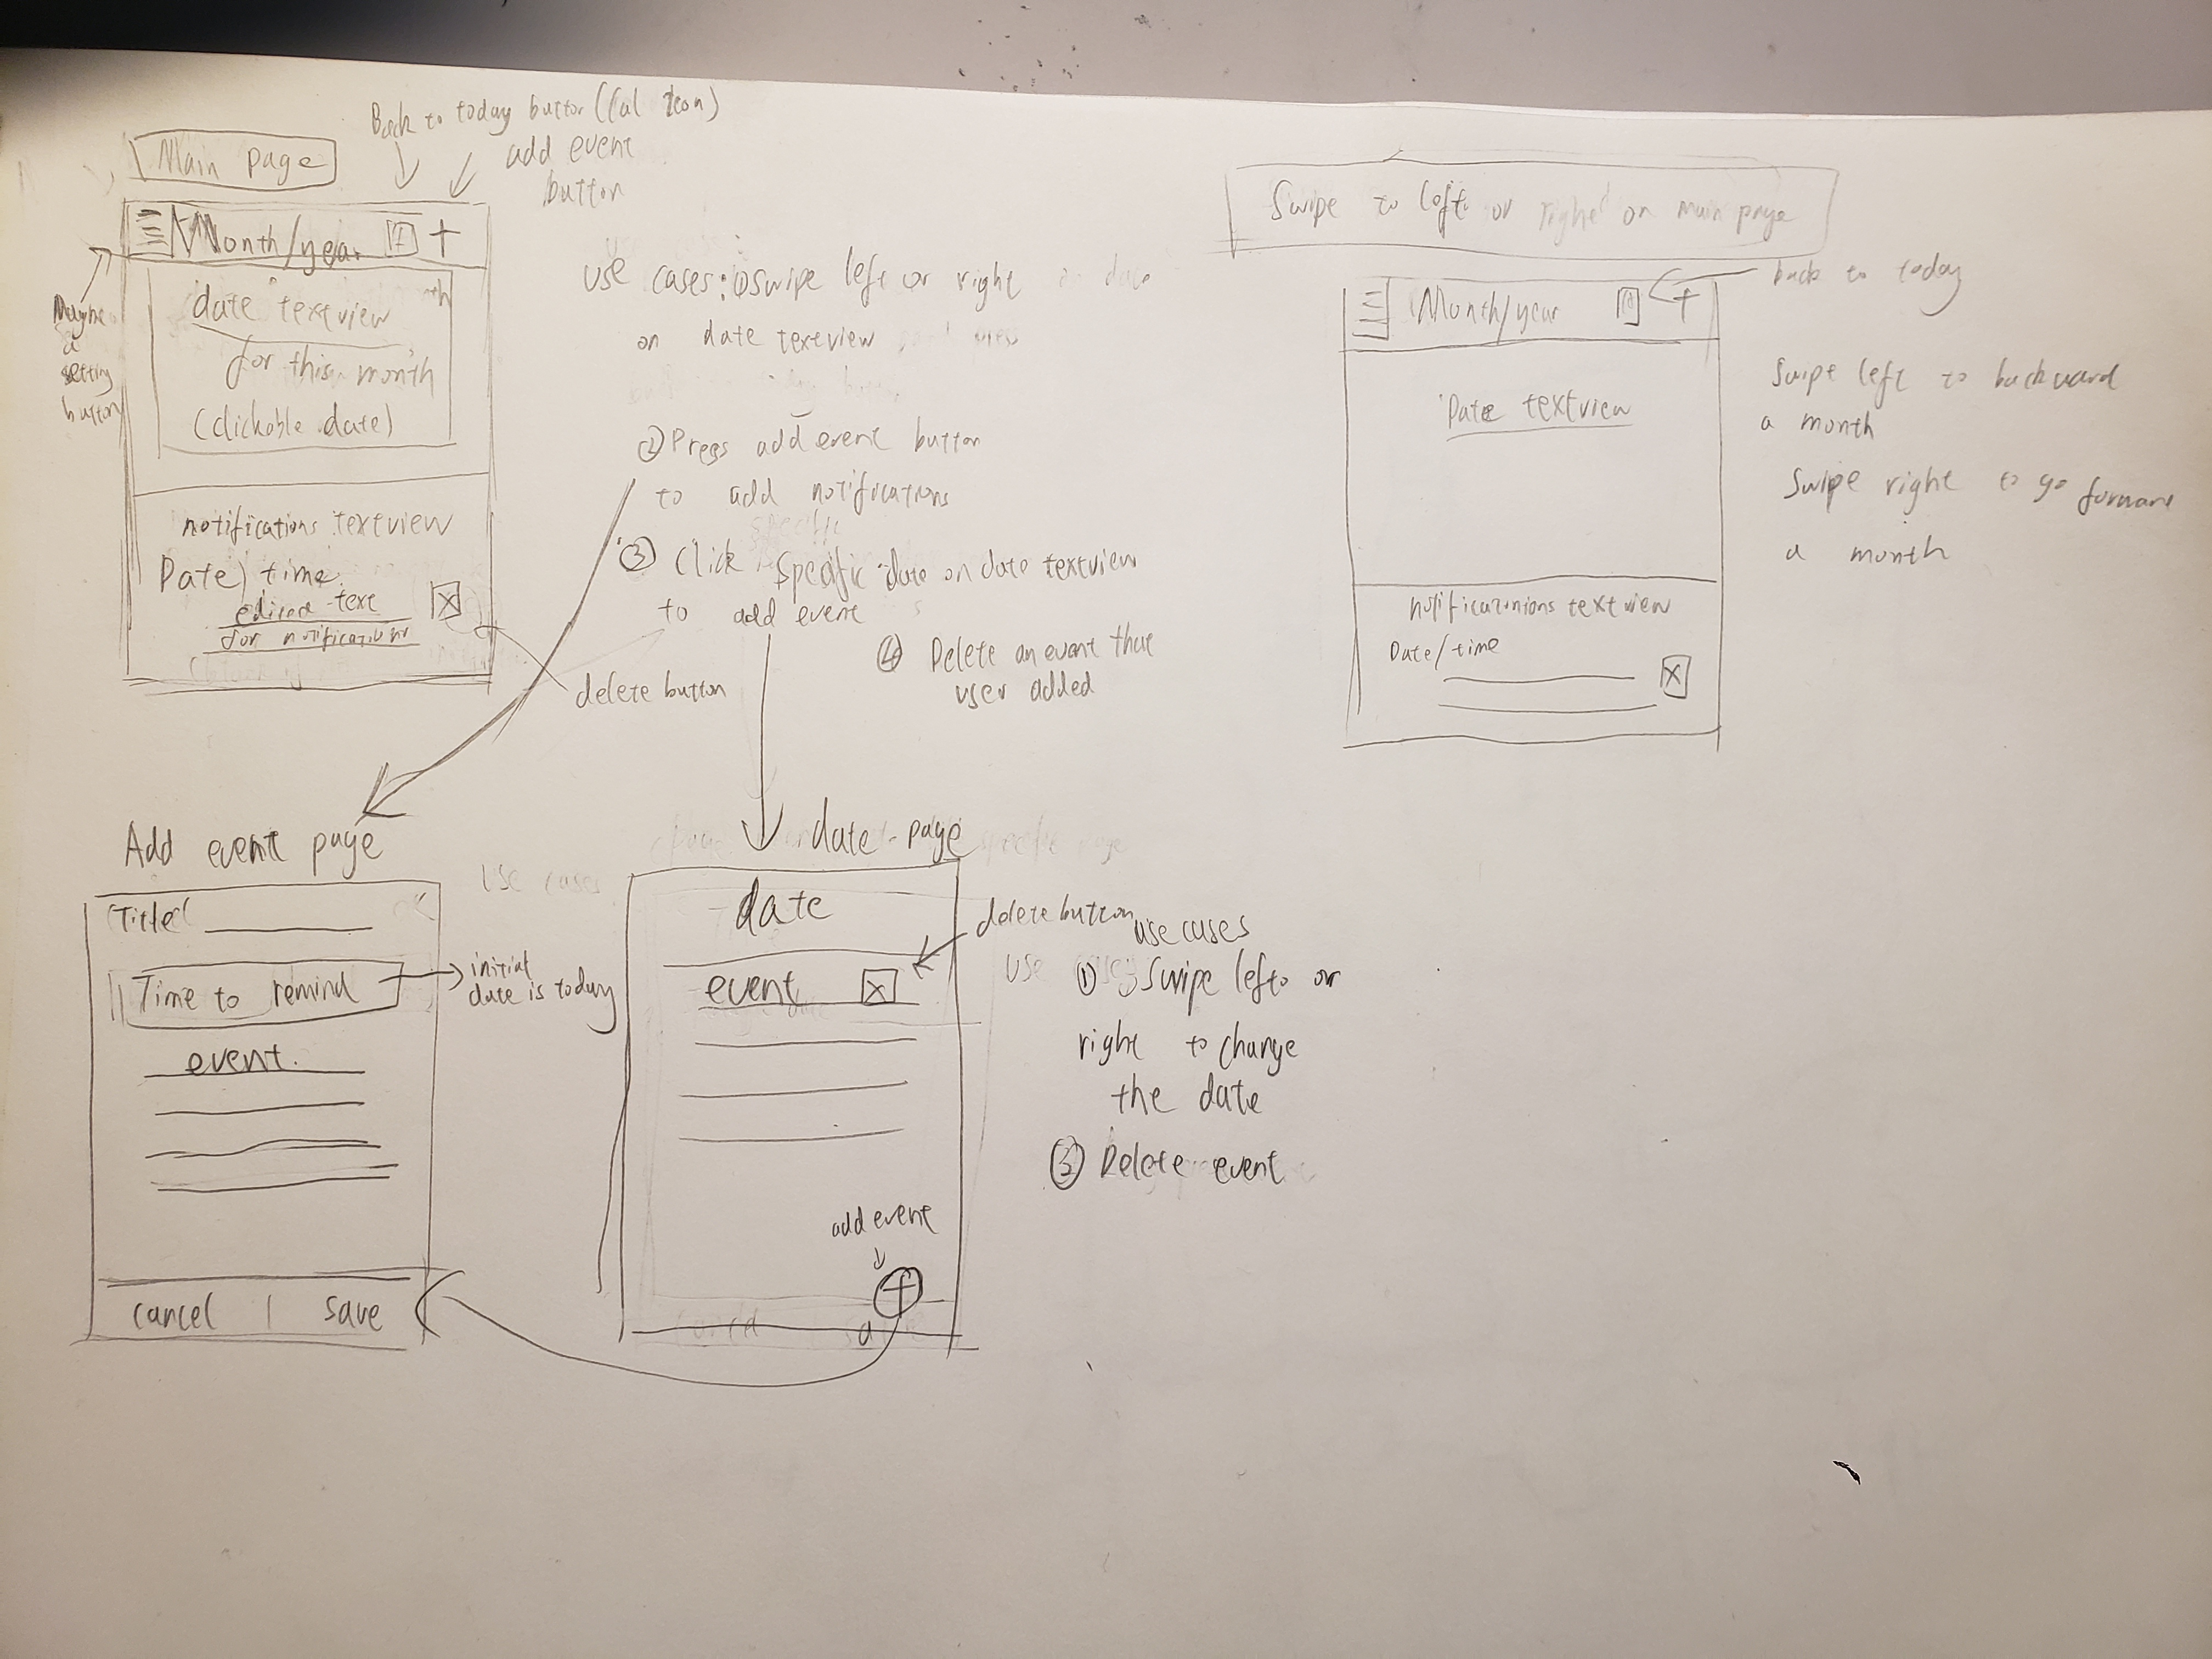 Main page
Back to today button (Cal Icon)
add event
button
Maybe
a
setting
button
Month/year +
date textview
for this month
(clickable date)
notifications textview
Date/time
edit text
for notification
X
delete button
use cases: ① Swipe left or right
on date textview
② Press add event button
to add notifications
③ Click specific date on date textview
to add event
④ Delete an event that
user added
Swipe to left or right on main page
Month/year +
back to today
Date textview
notifications textview
Date/time
X
Swipe left to backward
a month
Swipe right to go forward
a month
Add event page
Title
Time to remind
initial
date is today
event.
cancel | save
use cases
date page
date
event X
delete button
add event
+
use cases
① Swipe left or
right to change
the date
Delete event